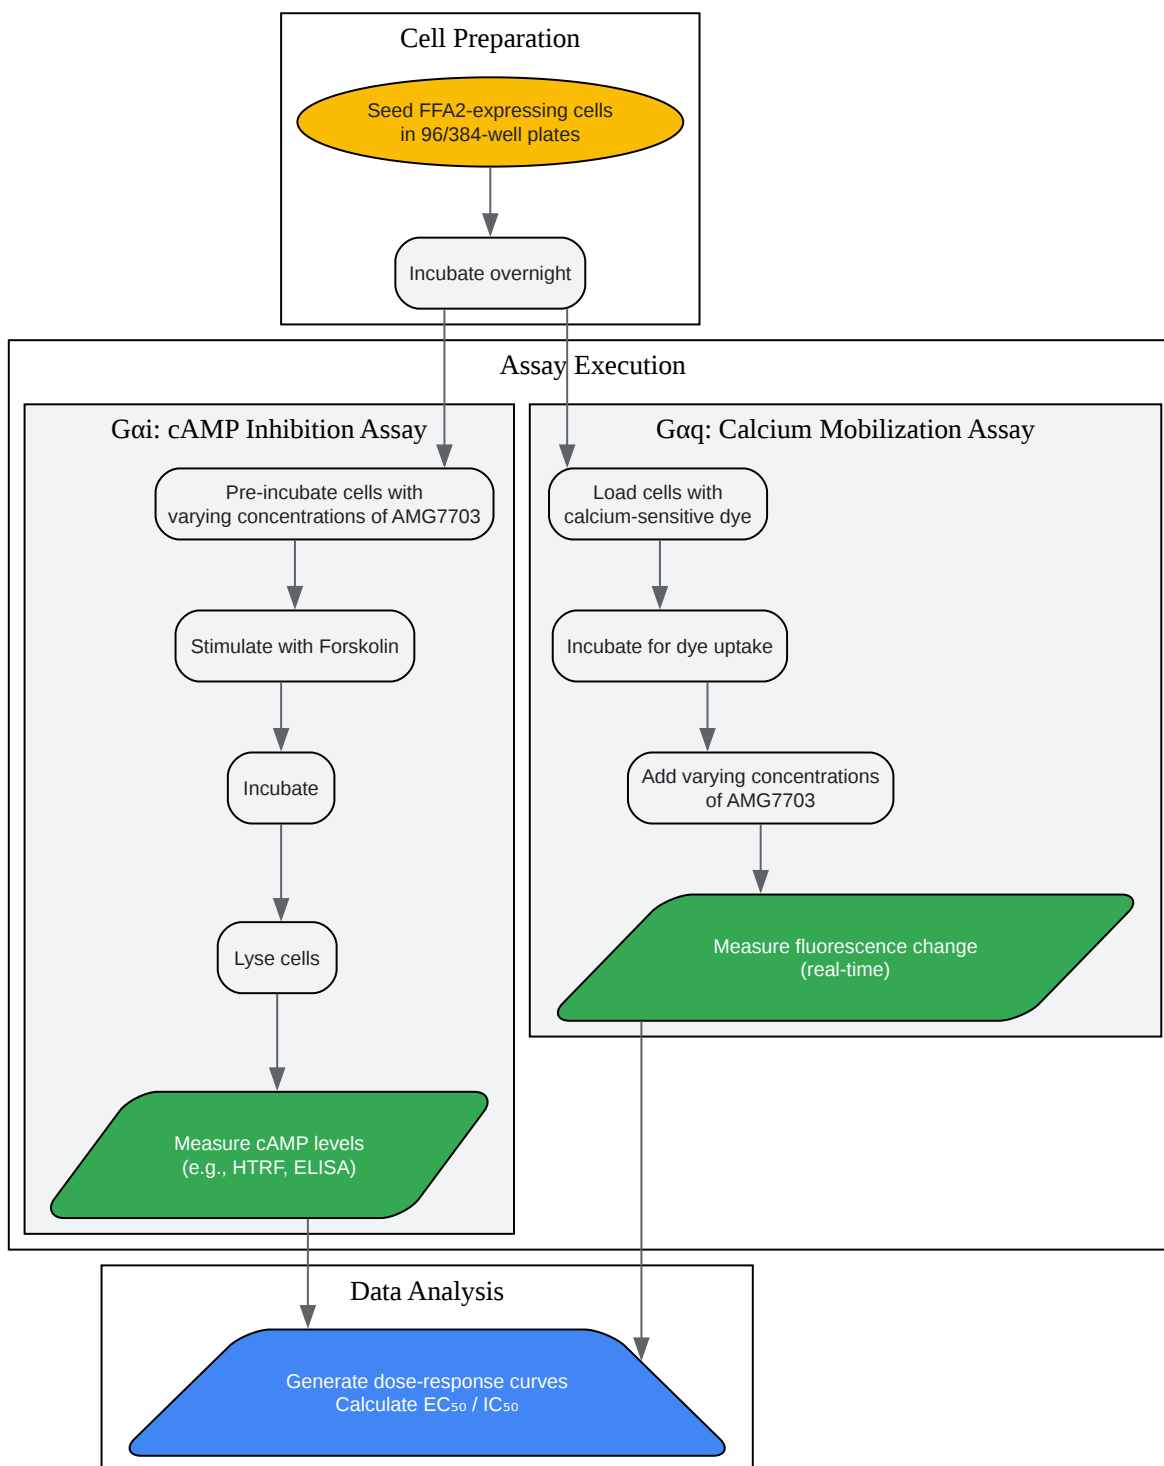 Cell Preparation
Seed FFA2-expressing cells
in 96/384-well plates
Incubate overnight
Assay Execution
Gαi: cAMP Inhibition Assay
Pre-incubate cells with
varying concentrations of AMG7703
Stimulate with Forskolin
Incubate
Lyse cells
Measure cAMP levels
(e.g., HTRF, ELISA)
Gαq: Calcium Mobilization Assay
Load cells with
calcium-sensitive dye
Incubate for dye uptake
Add varying concentrations
of AMG7703
Measure fluorescence change
(real-time)
Data Analysis
Generate dose-response curves
Calculate EC₅₀ / IC₅₀